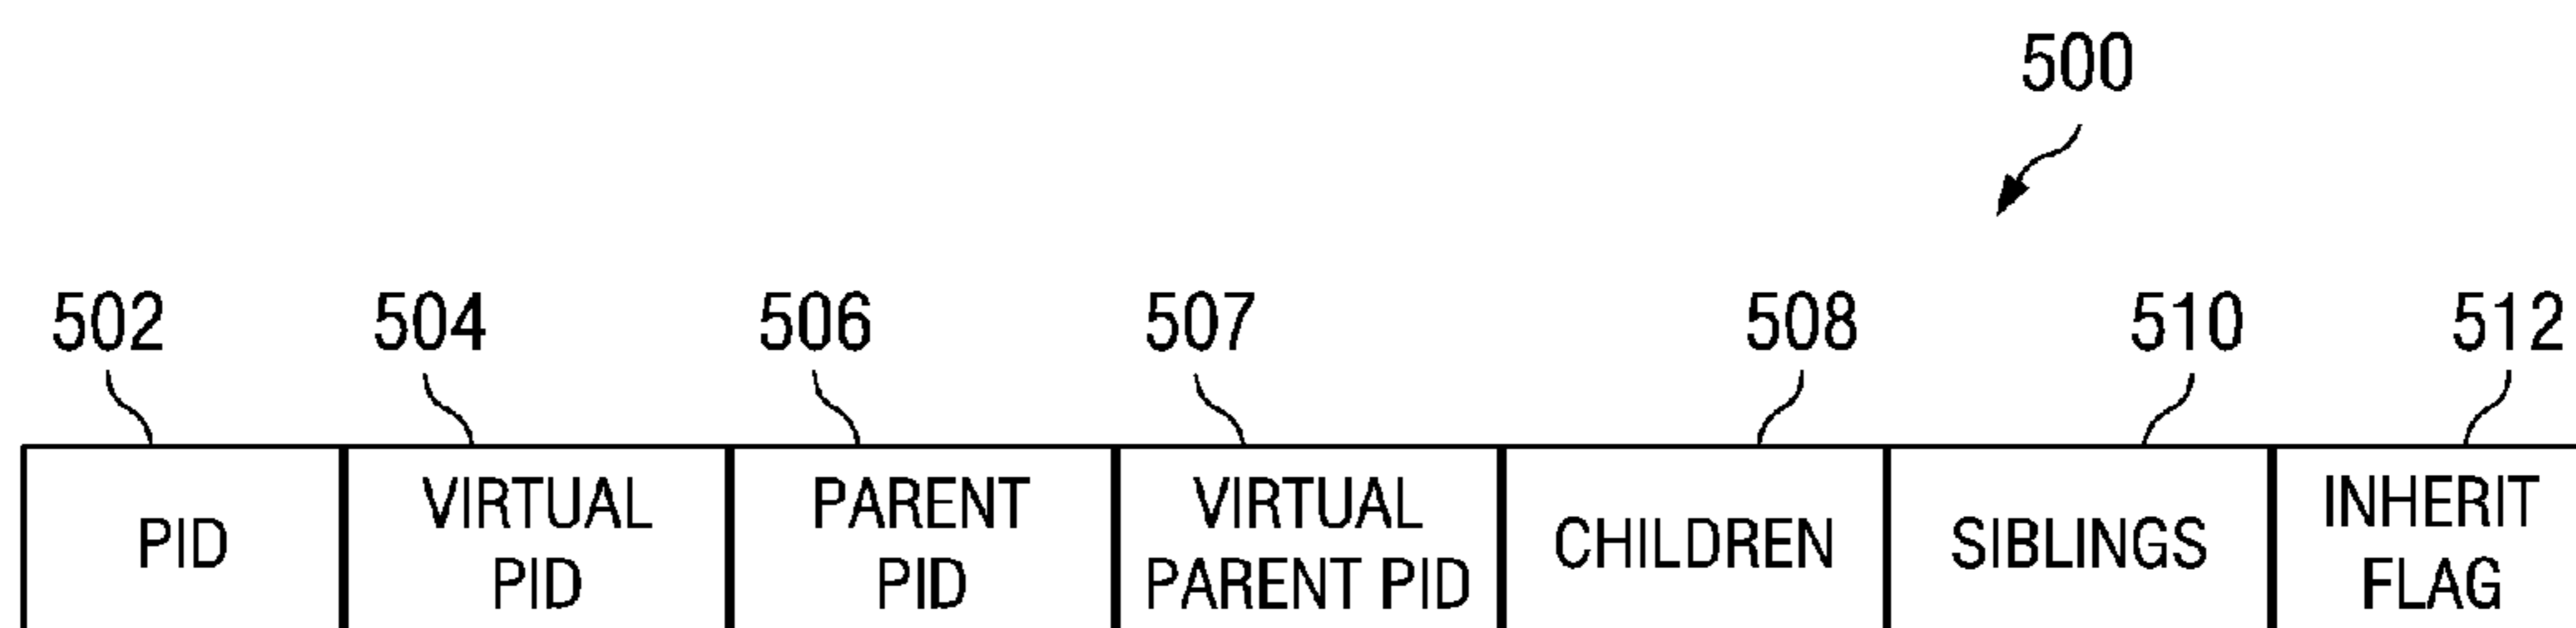 500
502 504 506 507 508 510 512
PID
VIRTUAL
PID
PARENT
PID
VIRTUAL
PARENT PID
CHILDREN
SIBLINGS
INHERIT
FLAG